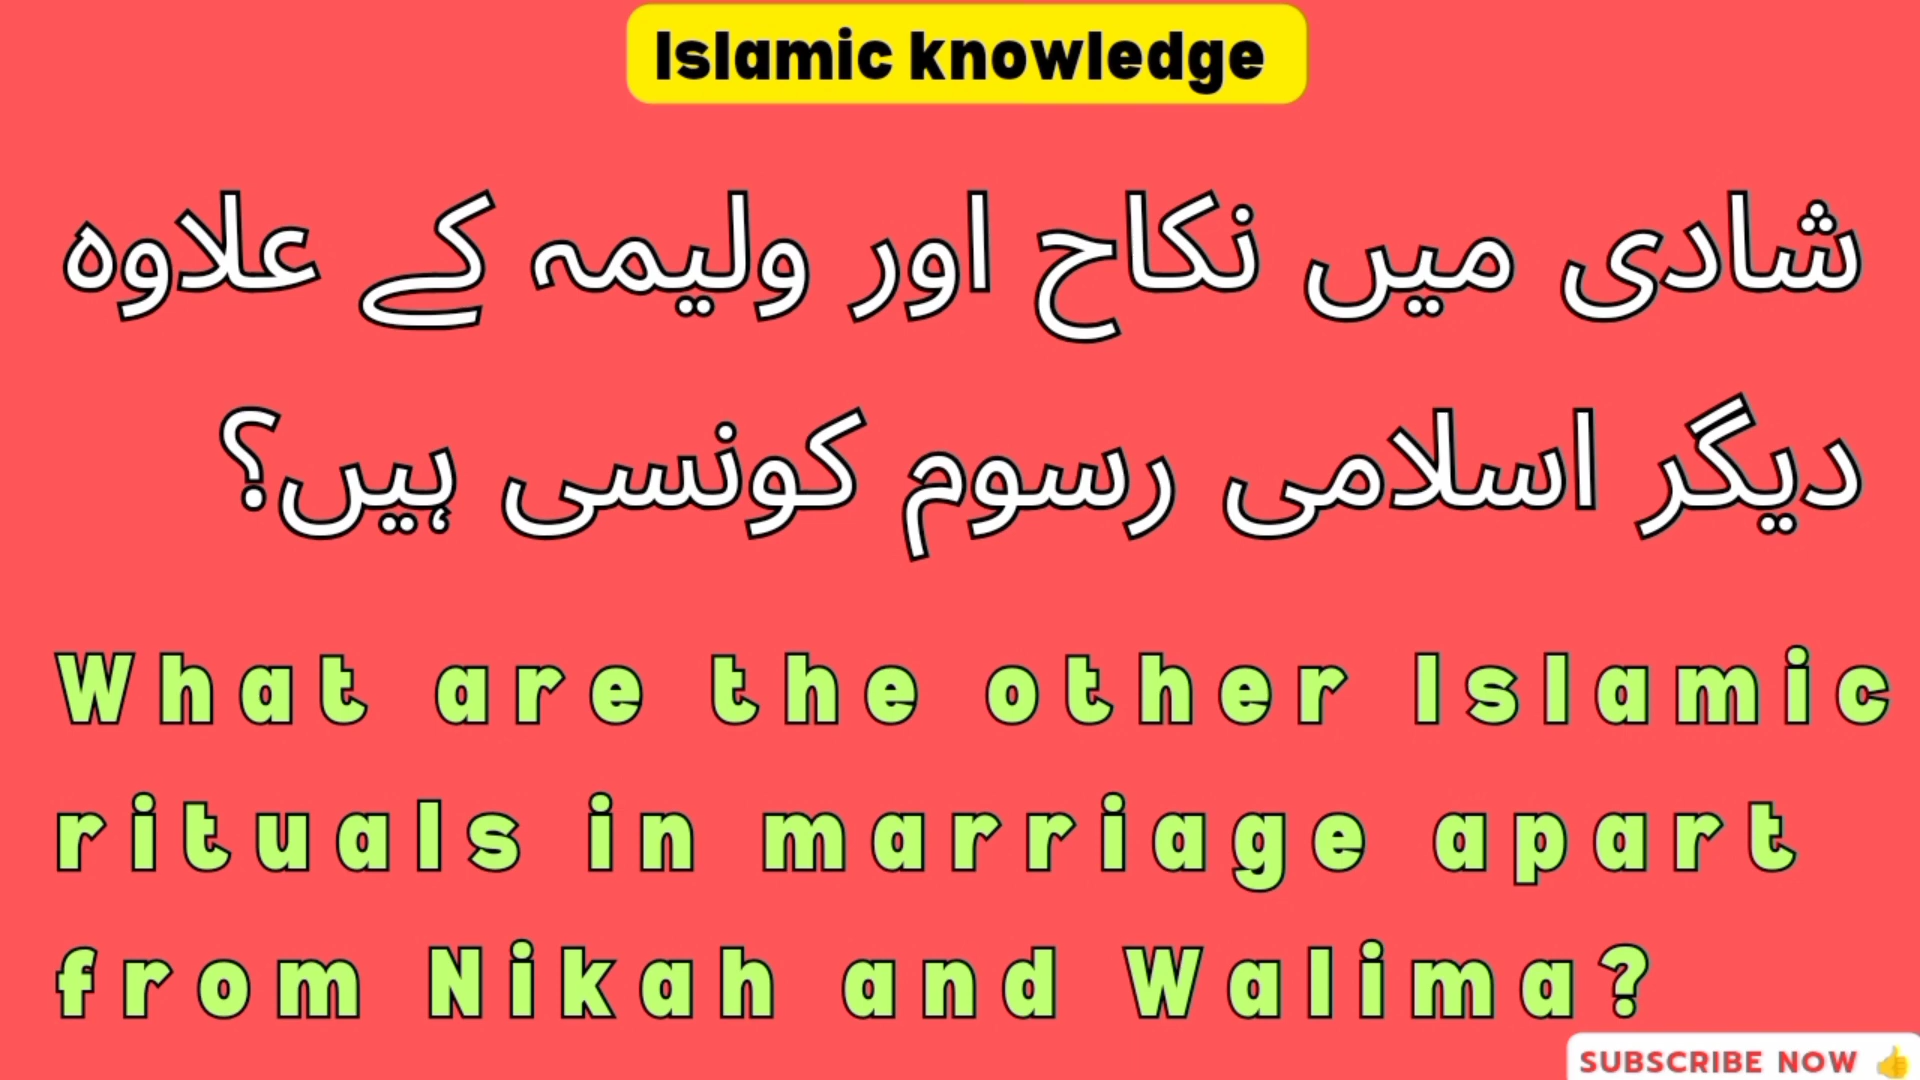 Islamic knowledge
شادی میں نکاح اور ولیمہ کے علاوہ
دیگر اسلامی رسوم کونسی ہیں؟
What are the other Islamic
rituals in marriage apart
from Nikah and Walima?
SUBSCRIBE NOW 👍